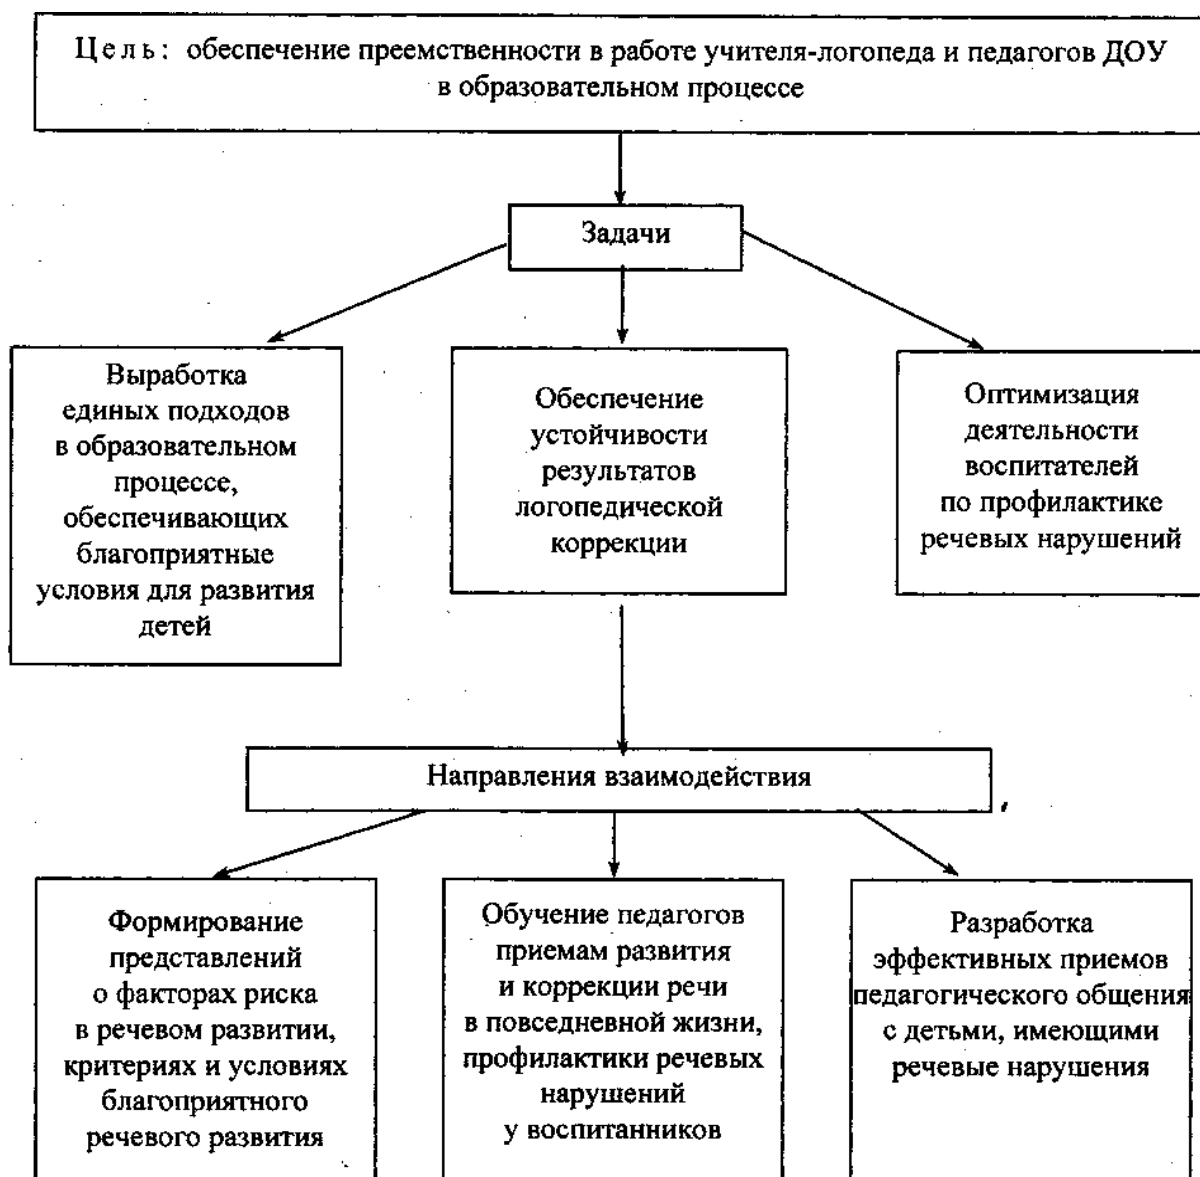 Цель: обеспечение преемственности в работе учителя-логопеда и педагогов ДОУ
в образовательном процессе
Задачи
Выработка
единых подходов
в образовательном
процессе,
обеспечивающих
благоприятные
условия для развития
детей
Обеспечение
устойчивости
результатов
логопедической
коррекции
Оптимизация
деятельности
воспитателей
по профилактике
речевых нарушений
Направления взаимодействия
Формирование
представлений
о факторах риска
в речевом развитии,
критериях и условиях
благоприятного
речевого развития
Обучение педагогов
приемам развития
и коррекции речи
в повседневной жизни,
профилактики речевых
нарушений
у воспитанников
Разработка
эффективных приемов
педагогического общения
с детьми, имеющими
речевые нарушения